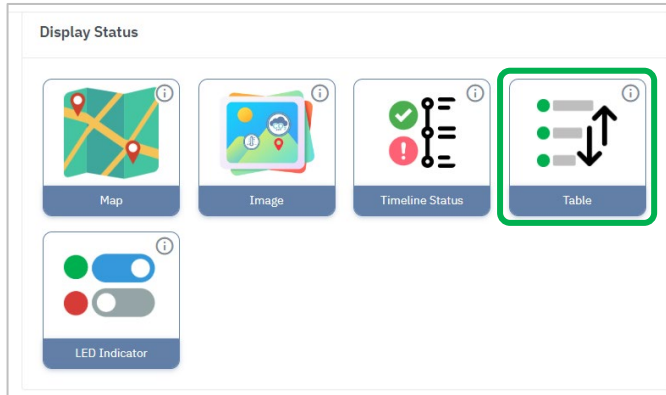 Display Status
Map
Image
Timeline Status
Table
LED Indicator